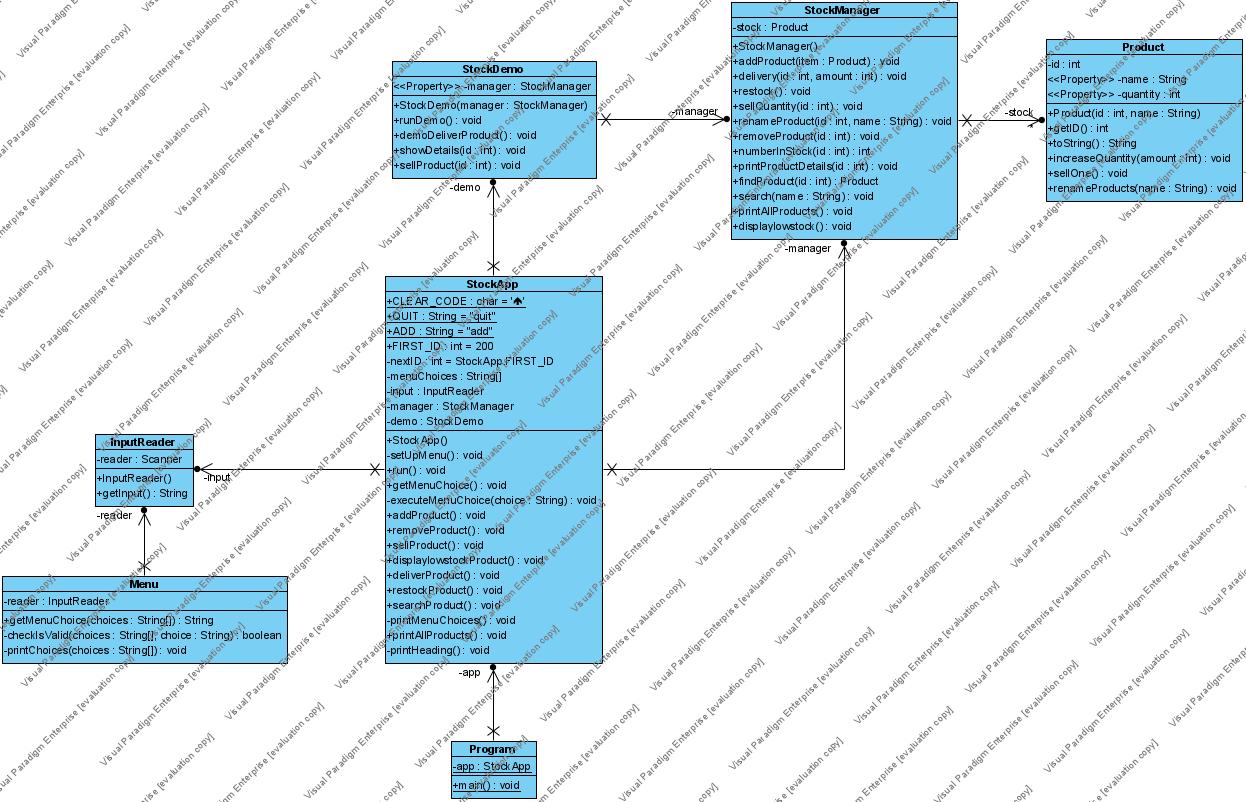 StockManager
-stock : Product
+StockManager()
+addProduct(item : Product) : void
+delivery(id : int, amount : int) : void
+restock() : void
+sellQuantity(id : int) : void
+renameProduct(id : int, name : String) : void
+removeProduct(id : int) : void
+numberInStock(id : int) : int
+printProductDetails(id : int) : void
+findProduct(id : int) : Product
+search(name : String) : void
+printAllProducts() : void
+displaylowstock() : void
Product
-id : int
<<Property>> -name : String
<<Property>> -quantity : int
+Product(id : int, name : String)
+getID() : int
+toString() : String
+increaseQuantity(amount : int) : void
+sellOne() : void
+renameProducts(name : String) : void
StockDemo
<<Property>> -manager : StockManager
+StockDemo(manager : StockManager)
+runDemo() : void
+demoDeliverProduct() : void
+showDetails(id : int) : void
+sellProduct(id : int) : void
-manager
-stock
-demo
-manager
StockApp
+CLEAR_CODE : char = '♠'
+QUIT : String = "quit"
+ADD : String = "add"
+FIRST_ID : int = 200
-nextID : int = StockApp.FIRST_ID
-menuChoices : String[]
-input : InputReader
-manager : StockManager
-demo : StockDemo
+StockApp()
-setUpMenu() : void
+run() : void
+getMenuChoice() : void
-executeMenuChoice(choice : String) : void
+addProduct() : void
+removeProduct() : void
+sellProduct() : void
+displaylowstockProduct() : void
+deliverProduct() : void
+restockProduct() : void
+searchProduct() : void
-printMenuChoices() : void
+printAllProducts() : void
-printHeading() : void
InputReader
-reader : Scanner
+InputReader()
+getInput() : String
-input
-reader
Menu
-reader : InputReader
+getMenuChoice(choices : String[]) : String
-checkIsValid(choices : String[], choice : String) : boolean
-printChoices(choices : String[]) : void
-app
Program
-app : StockApp
+main() : void
Visual Paradigm Enterprise [evaluation copy]